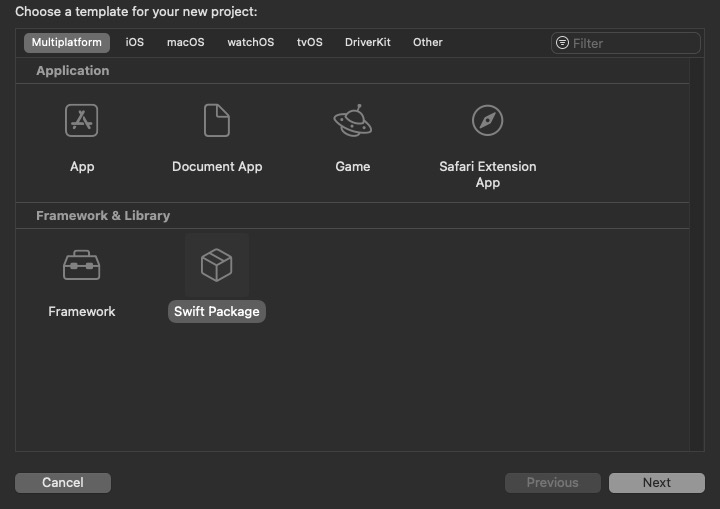 Choose a template for your new project:
Multiplatform iOS macOS watchOS tvOS DriverKit Other Filter
Application
App Document App Game Safari Extension App
Framework & Library
Framework Swift Package
Cancel Previous Next